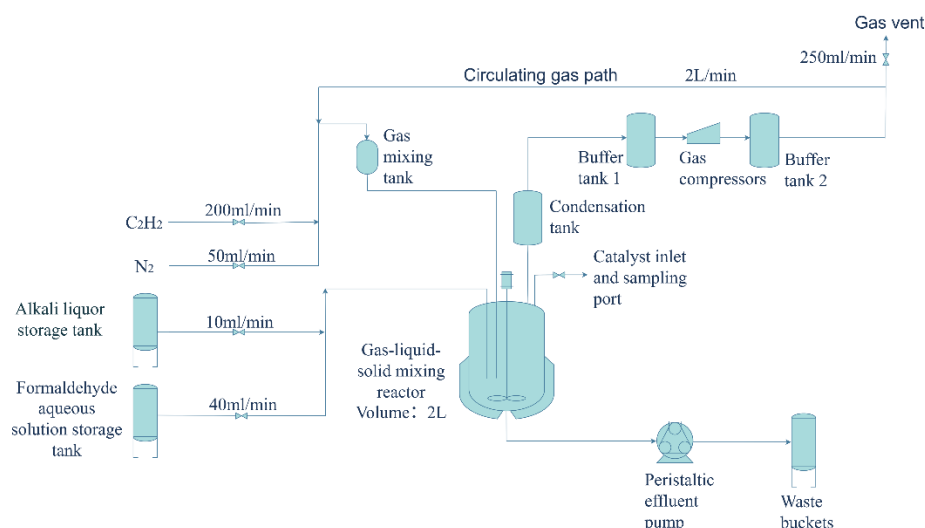 Gas vent
250ml/min
Circulating gas path
2L/min
Gas
mixing
tank
Buffer
tank 1
Gas
compressors
Buffer
tank 2
C2H2
200ml/min
Condensation
tank
N2
50ml/min
Catalyst inlet
and sampling
port
Alkali liquor
storage tank
10ml/min
Gas-liquid-
solid mixing
reactor
Volume：2L
Formaldehyde
aqueous
solution storage
tank
40ml/min
Peristaltic
effluent
pump
Waste
buckets